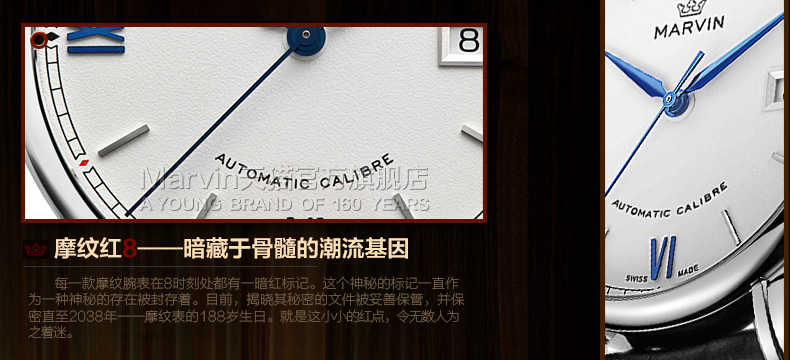 IX
8
AUTOMATIC CALIBRE
Marvin天猫官方旗舰店
A YOUNG BRAND OF 160 YEARS
摩纹红8——暗藏于骨髓的潮流基因
每一款摩纹腕表在8时刻处都有一暗红标记。这个神秘的标记一直作
为一种神秘的存在被封存着。目前，揭晓其秘密的文件被妥善保管，并保
密直至2038年——摩纹表的188岁生日。就是这小小的红点，令无数人为
之着迷。
MARVIN
AUTOMATIC CALIBRE
VI
SWISS MADE